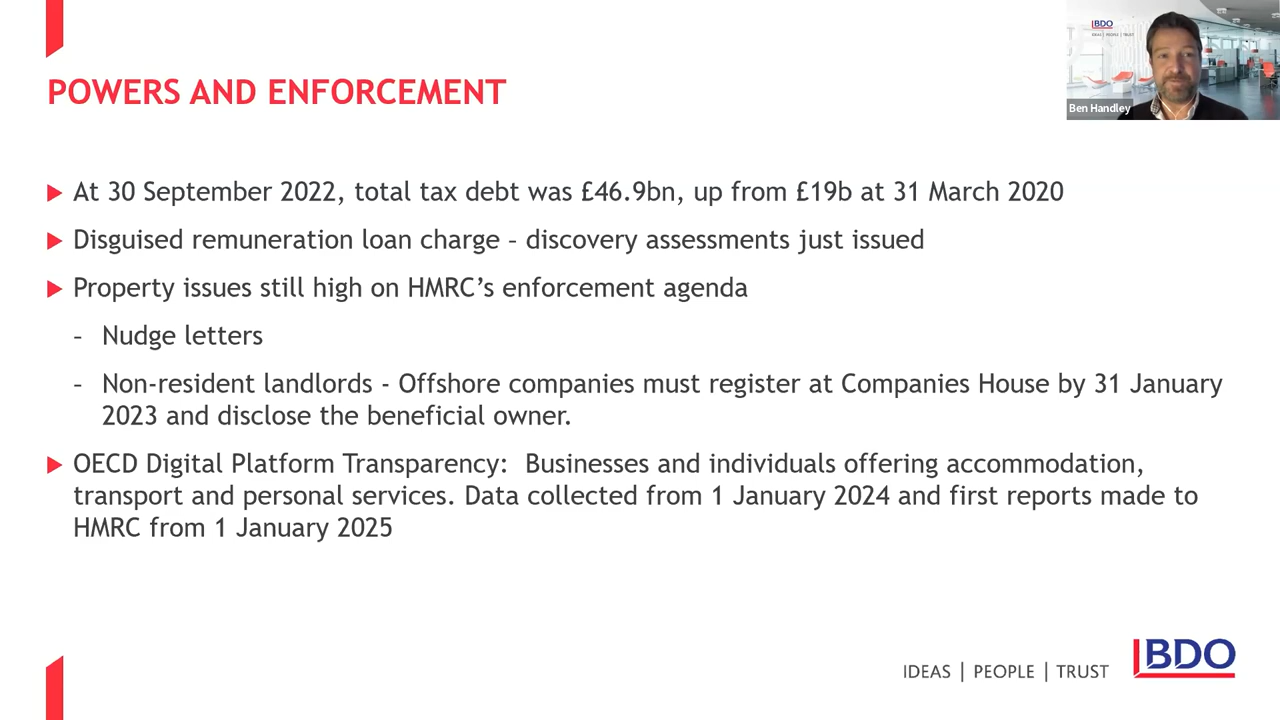 BDO
IDEAS | PEOPLE | TRUST
Ben Handley
POWERS AND ENFORCEMENT
At 30 September 2022, total tax debt was £46.9bn, up from £19b at 31 March 2020
Disguised remuneration loan charge – discovery assessments just issued
Property issues still high on HMRC’s enforcement agenda
– Nudge letters
– Non-resident landlords - Offshore companies must register at Companies House by 31 January
2023 and disclose the beneficial owner.
OECD Digital Platform Transparency:  Businesses and individuals offering accommodation,
transport and personal services. Data collected from 1 January 2024 and first reports made to
HMRC from 1 January 2025
IDEAS | PEOPLE | TRUST
BDO